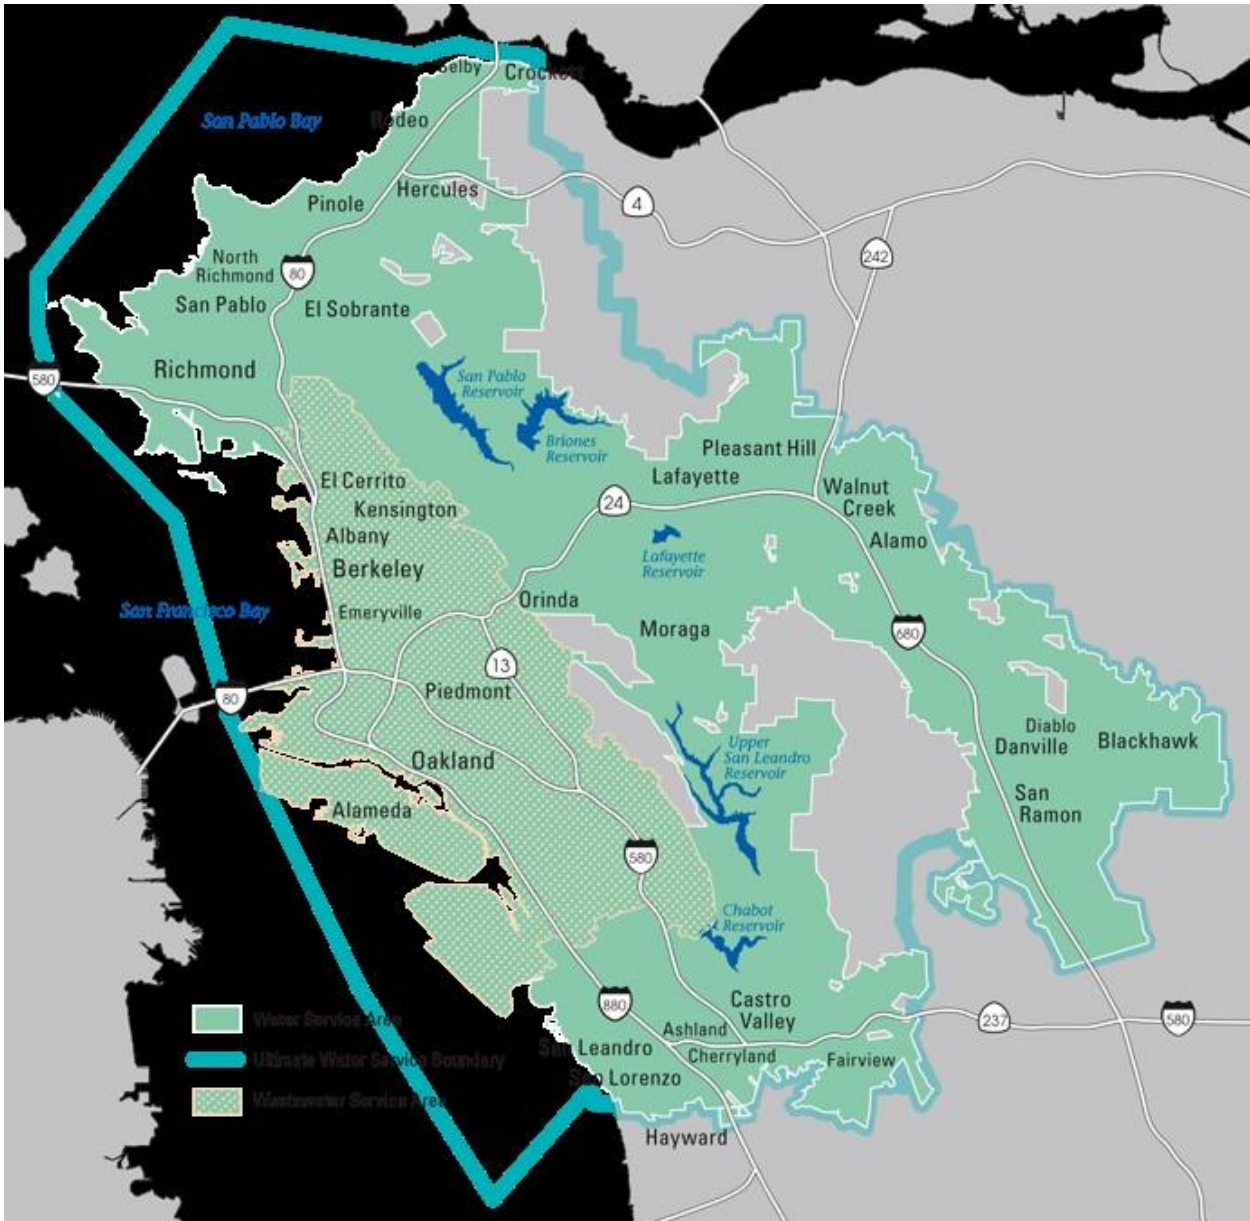 Selby
Crockett
San Pablo Bay
Rodeo
Hercules
4
Pinole
242
North
Richmond
80
San Pablo
El Sobrante
Richmond
580
San Pablo
Reservoir
Briones
Reservoir
Pleasant Hill
Lafayette
El Cerrito
Kensington
24
Walnut
Creek
Albany
Alamo
Lafayette
Reservoir
Berkeley
San Francisco Bay
Emeryville
Orinda
Moraga
680
13
80
Piedmont
Oakland
Upper
San Leandro
Reservoir
Diablo
Danville
Blackhawk
San
Ramon
Alameda
580
Chabot
Reservoir
880
Castro
Valley
Ashland
237
580
San Leandro
Cherryland
Fairview
San Lorenzo
Hayward
Water Service Area
Ultimate Water Service Boundary
Wastewater Service Area